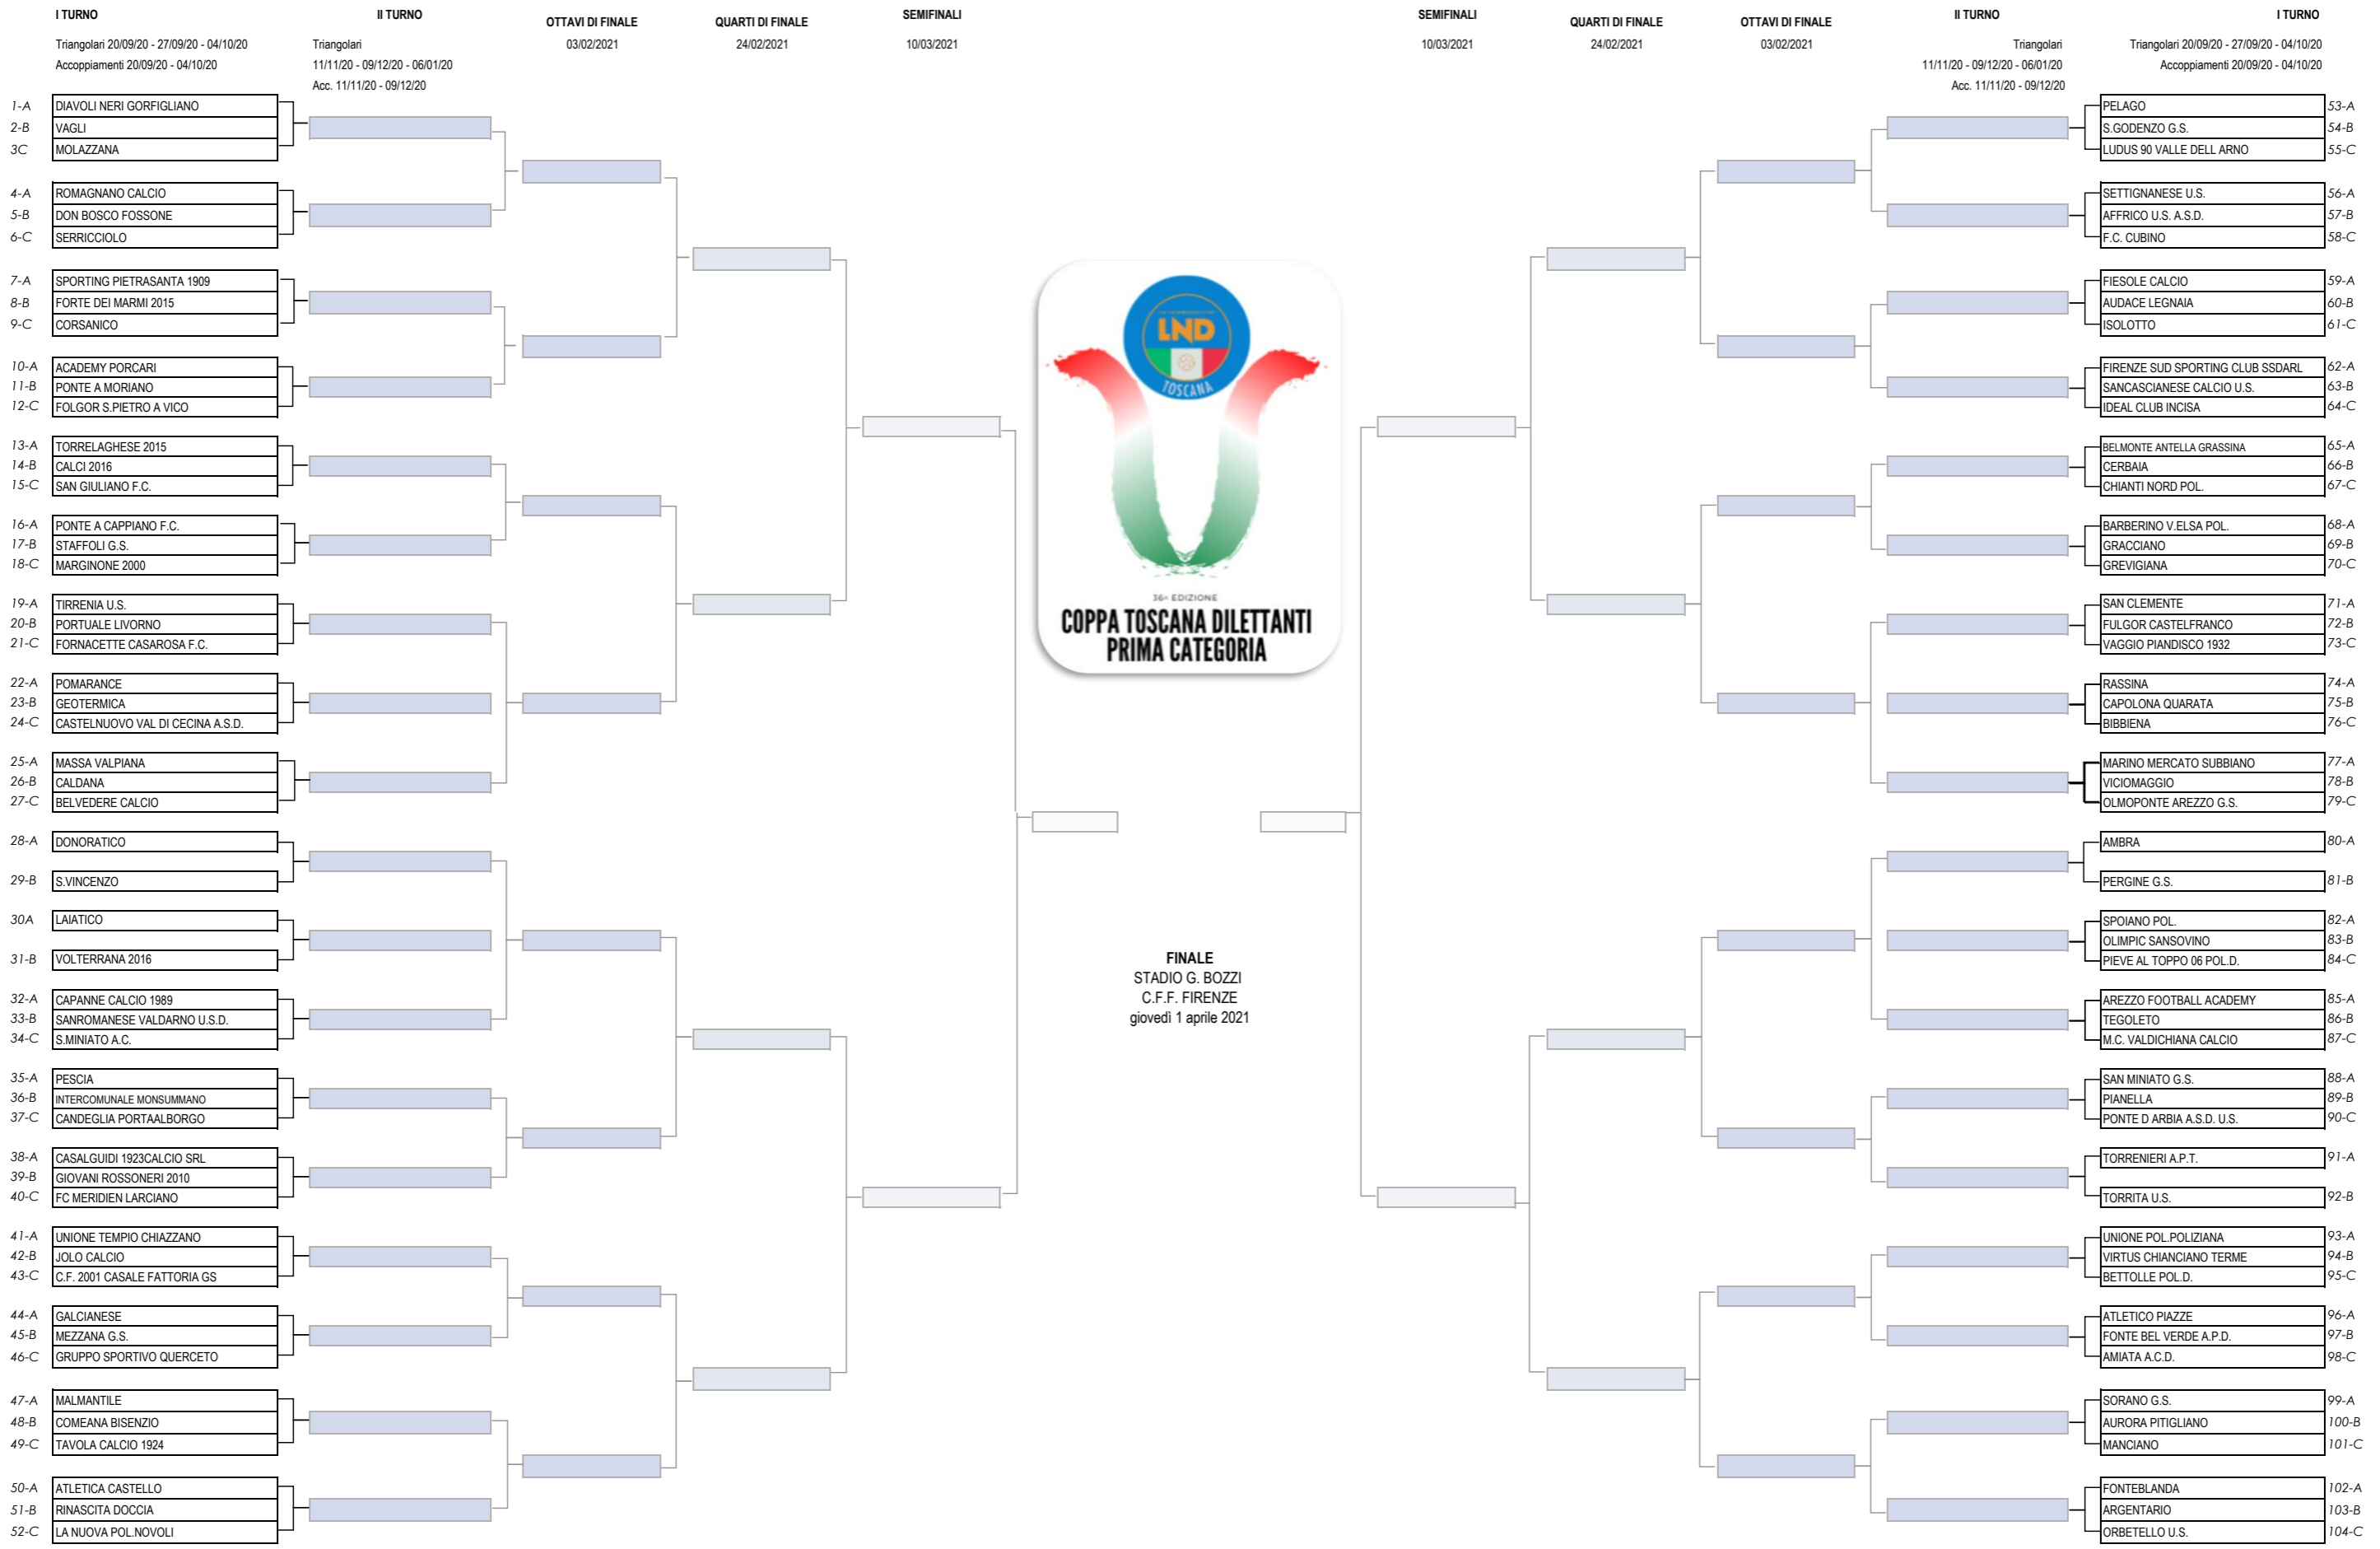 I TURNO
II TURNO
OTTAVI DI FINALE
QUARTI DI FINALE
SEMIFINALI
SEMIFINALI
QUARTI DI FINALE
OTTAVI DI FINALE
II TURNO
I TURNO
Triangolari 20/09/20 - 27/09/20 - 04/10/20
Accoppiamenti 20/09/20 - 04/10/20
Triangolari
11/11/20 - 09/12/20 - 06/01/20
Acc. 11/11/20 - 09/12/20
03/02/2021
24/02/2021
10/03/2021
10/03/2021
24/02/2021
03/02/2021
Triangolari
11/11/20 - 09/12/20 - 06/01/20
Acc. 11/11/20 - 09/12/20
Triangolari 20/09/20 - 27/09/20 - 04/10/20
Accoppiamenti 20/09/20 - 04/10/20
1-A DIAVOLI NERI GORFIGLIANO
2-B VAGLI
3C MOLAZZANA
4-A ROMAGNANO CALCIO
5-B DON BOSCO FOSSONE
6-C SERRICCIOLO
7-A SPORTING PIETRASANTA 1909
8-B FORTE DEI MARMI 2015
9-C CORSANICO
10-A ACADEMY PORCARI
11-B PONTE A MORIANO
12-C FOLGOR S.PIETRO A VICO
13-A TORRELAGHESE 2015
14-B CALCI 2016
15-C SAN GIULIANO F.C.
16-A PONTE A CAPPIANO F.C.
17-B STAFFOLI G.S.
18-C MARGINONE 2000
19-A TIRRENIA U.S.
20-B PORTUALE LIVORNO
21-C FORNACETTE CASAROSA F.C.
22-A POMARANCE
23-B GEOTERMICA
24-C CASTELNUOVO VAL DI CECINA A.S.D.
25-A MASSA VALPIANA
26-B CALDANA
27-C BELVEDERE CALCIO
28-A DONORATICO
29-B S.VINCENZO
30A LAIATICO
31-B VOLTERRANA 2016
32-A CAPANNE CALCIO 1989
33-B SANROMANESE VALDARNO U.S.D.
34-C S.MINIATO A.C.
35-A PESCIA
36-B INTERCOMUNALE MONSUMMANO
37-C CANDEGLIA PORTAALBORGO
38-A CASALGUIDI 1923CALCIO SRL
39-B GIOVANI ROSSONERI 2010
40-C FC MERIDIEN LARCIANO
41-A UNIONE TEMPIO CHIAZZANO
42-B JOLO CALCIO
43-C C.F. 2001 CASALE FATTORIA GS
44-A GALCIANESE
45-B MEZZANA G.S.
46-C GRUPPO SPORTIVO QUERCETO
47-A MALMANTILE
48-B COMEANA BISENZIO
49-C TAVOLA CALCIO 1924
50-A ATLETICA CASTELLO
51-B RINASCITA DOCCIA
52-C LA NUOVA POL.NOVOLI
LND
TOSCANA
36ª EDIZIONE
COPPA TOSCANA DILETTANTI
PRIMA CATEGORIA
FINALE
STADIO G. BOZZI
C.F.F. FIRENZE
giovedì 1 aprile 2021
PELAGO 53-A
S.GODENZO G.S. 54-B
LUDUS 90 VALLE DELL ARNO 55-C
SETTIGNANESE U.S. 56-A
AFFRICO U.S. A.S.D. 57-B
F.C. CUBINO 58-C
FIESOLE CALCIO 59-A
AUDACE LEGNAIA 60-B
ISOLOTTO 61-C
FIRENZE SUD SPORTING CLUB SSDARL 62-A
SANCASCIANESE CALCIO U.S. 63-B
IDEAL CLUB INCISA 64-C
BELMONTE ANTELLA GRASSINA 65-A
CERBAIA 66-B
CHIANTI NORD POL. 67-C
BARBERINO V.ELSA POL. 68-A
GRACCIANO 69-B
GREVIGIANA 70-C
SAN CLEMENTE 71-A
FULGOR CASTELFRANCO 72-B
VAGGIO PIANDISCO 1932 73-C
RASSINA 74-A
CAPOLONA QUARATA 75-B
BIBBIENA 76-C
MARINO MERCATO SUBBIANO 77-A
VICIOMAGGIO 78-B
OLMOPONTE AREZZO G.S. 79-C
AMBRA 80-A
PERGINE G.S. 81-B
SPOIANO POL. 82-A
OLIMPIC SANSOVINO 83-B
PIEVE AL TOPPO 06 POL.D. 84-C
AREZZO FOOTBALL ACADEMY 85-A
TEGOLETO 86-B
M.C. VALDICHIANA CALCIO 87-C
SAN MINIATO G.S. 88-A
PIANELLA 89-B
PONTE D ARBIA A.S.D. U.S. 90-C
TORRENIERI A.P.T. 91-A
TORRITA U.S. 92-B
UNIONE POL.POLIZIANA 93-A
VIRTUS CHIANCIANO TERME 94-B
BETTOLLE POL.D. 95-C
ATLETICO PIAZZE 96-A
FONTE BEL VERDE A.P.D. 97-B
AMIATA A.C.D. 98-C
SORANO G.S. 99-A
AURORA PITIGLIANO 100-B
MANCIANO 101-C
FONTEBLANDA 102-A
ARGENTARIO 103-B
ORBETELLO U.S. 104-C